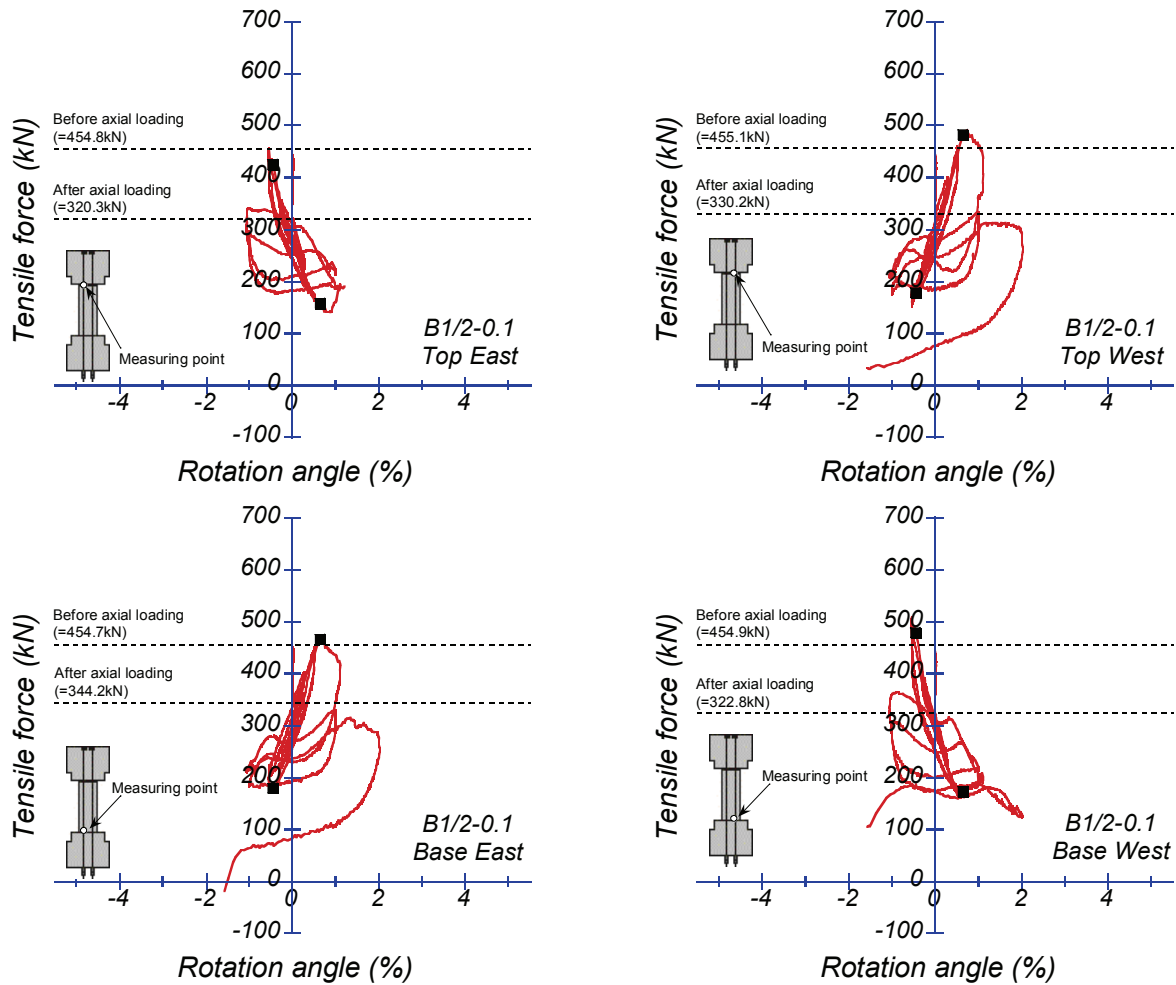 700
600
500
400
300
200
100
0
-100
-4
-2
0
2
4
Tensile force (kN)
Rotation angle (%)
Before axial loading
(=454.8kN)
After axial loading
(=320.3kN)
Measuring point
B1/2-0.1
Top East
700
600
500
400
300
200
100
0
-100
-4
-2
0
2
4
Tensile force (kN)
Rotation angle (%)
Before axial loading
(=455.1kN)
After axial loading
(=330.2kN)
Measuring point
B1/2-0.1
Top West
700
600
500
400
300
200
100
0
-100
-4
-2
0
2
4
Tensile force (kN)
Rotation angle (%)
Before axial loading
(=454.7kN)
After axial loading
(=344.2kN)
Measuring point
B1/2-0.1
Base East
700
600
500
400
300
200
100
0
-100
-4
-2
0
2
4
Tensile force (kN)
Rotation angle (%)
Before axial loading
(=454.9kN)
After axial loading
(=322.8kN)
Measuring point
B1/2-0.1
Base West